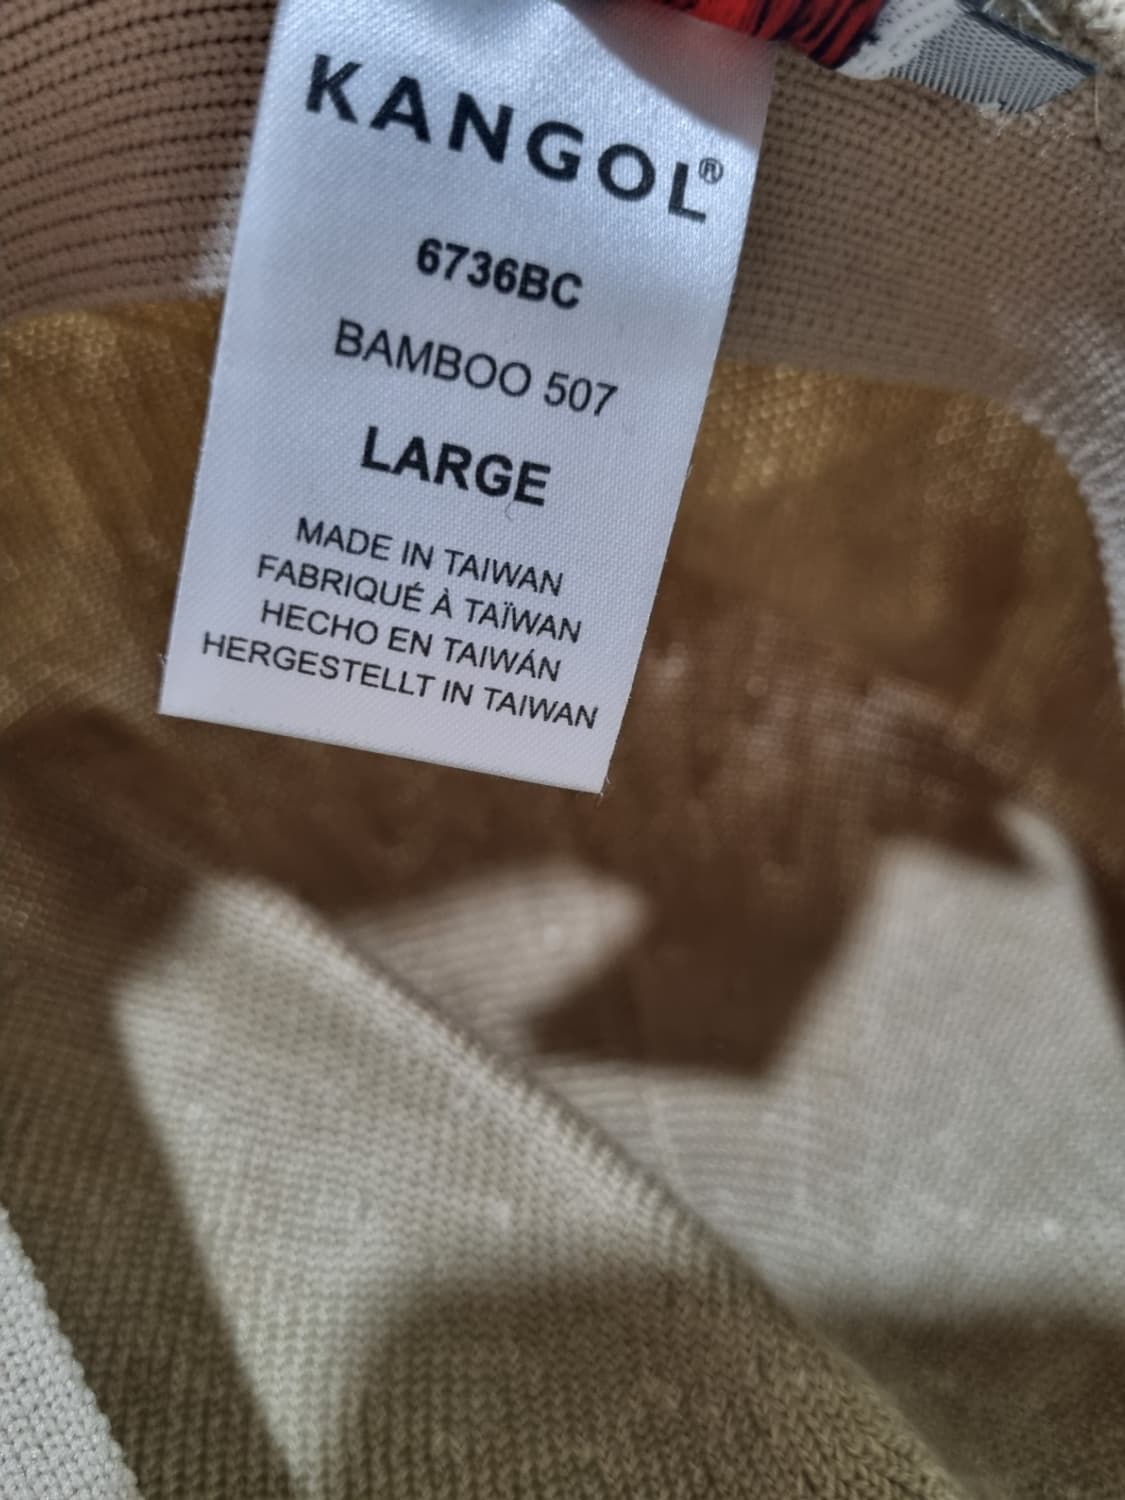 KANGOL®
6736BC
BAMBOO 507
LARGE
MADE IN TAIWAN
FABRIQUÉ À TAÏWAN
HECHO EN TAIWÁN
HERGESTELLT IN TAIWAN